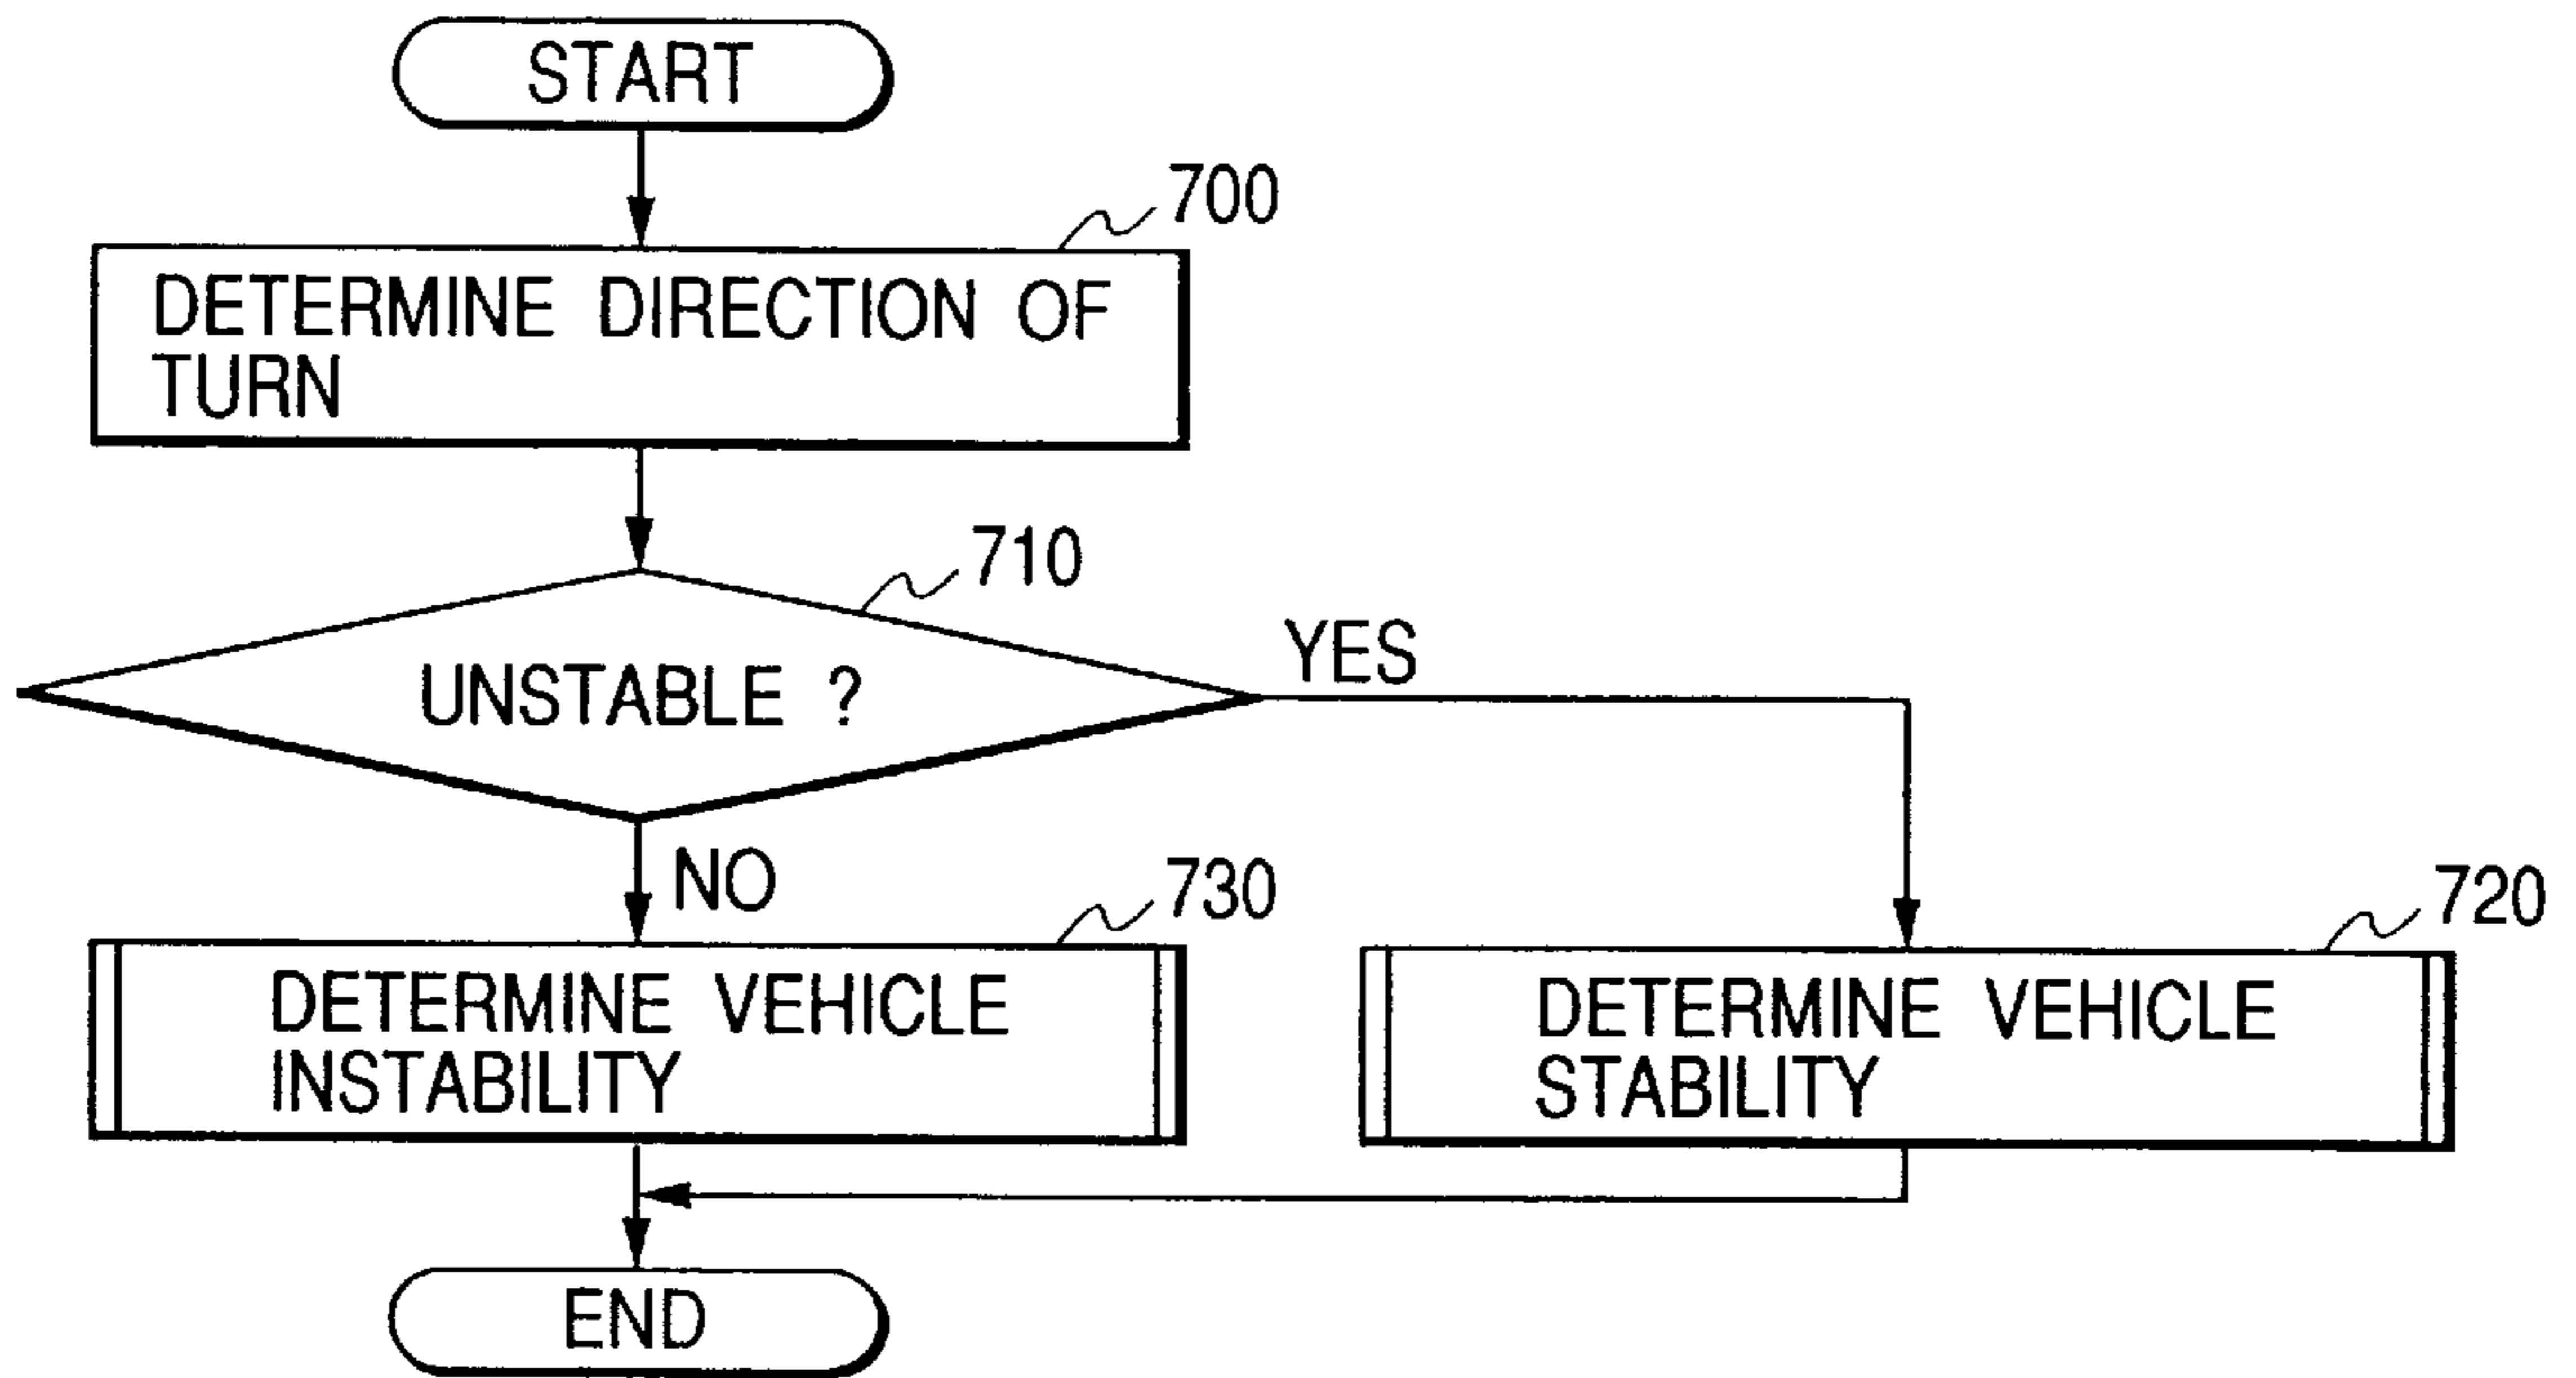 START
700
DETERMINE DIRECTION OF
TURN
710
UNSTABLE ?
YES
NO
730
DETERMINE VEHICLE
INSTABILITY
720
DETERMINE VEHICLE
STABILITY
END